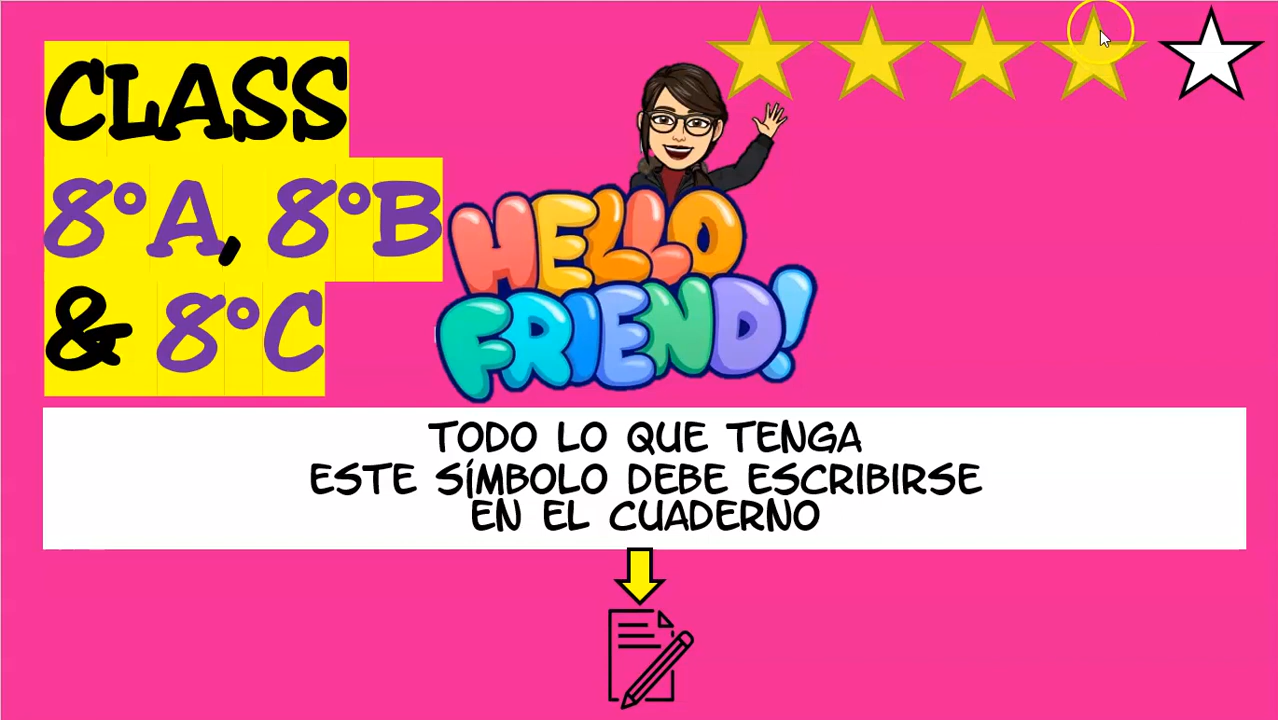 CLASS
8°A, 8°B
& 8°C
HELLO
FRIEND!
TODO LO QUE TENGA
ESTE SÍMBOLO DEBE ESCRIBIRSE
EN EL CUADERNO